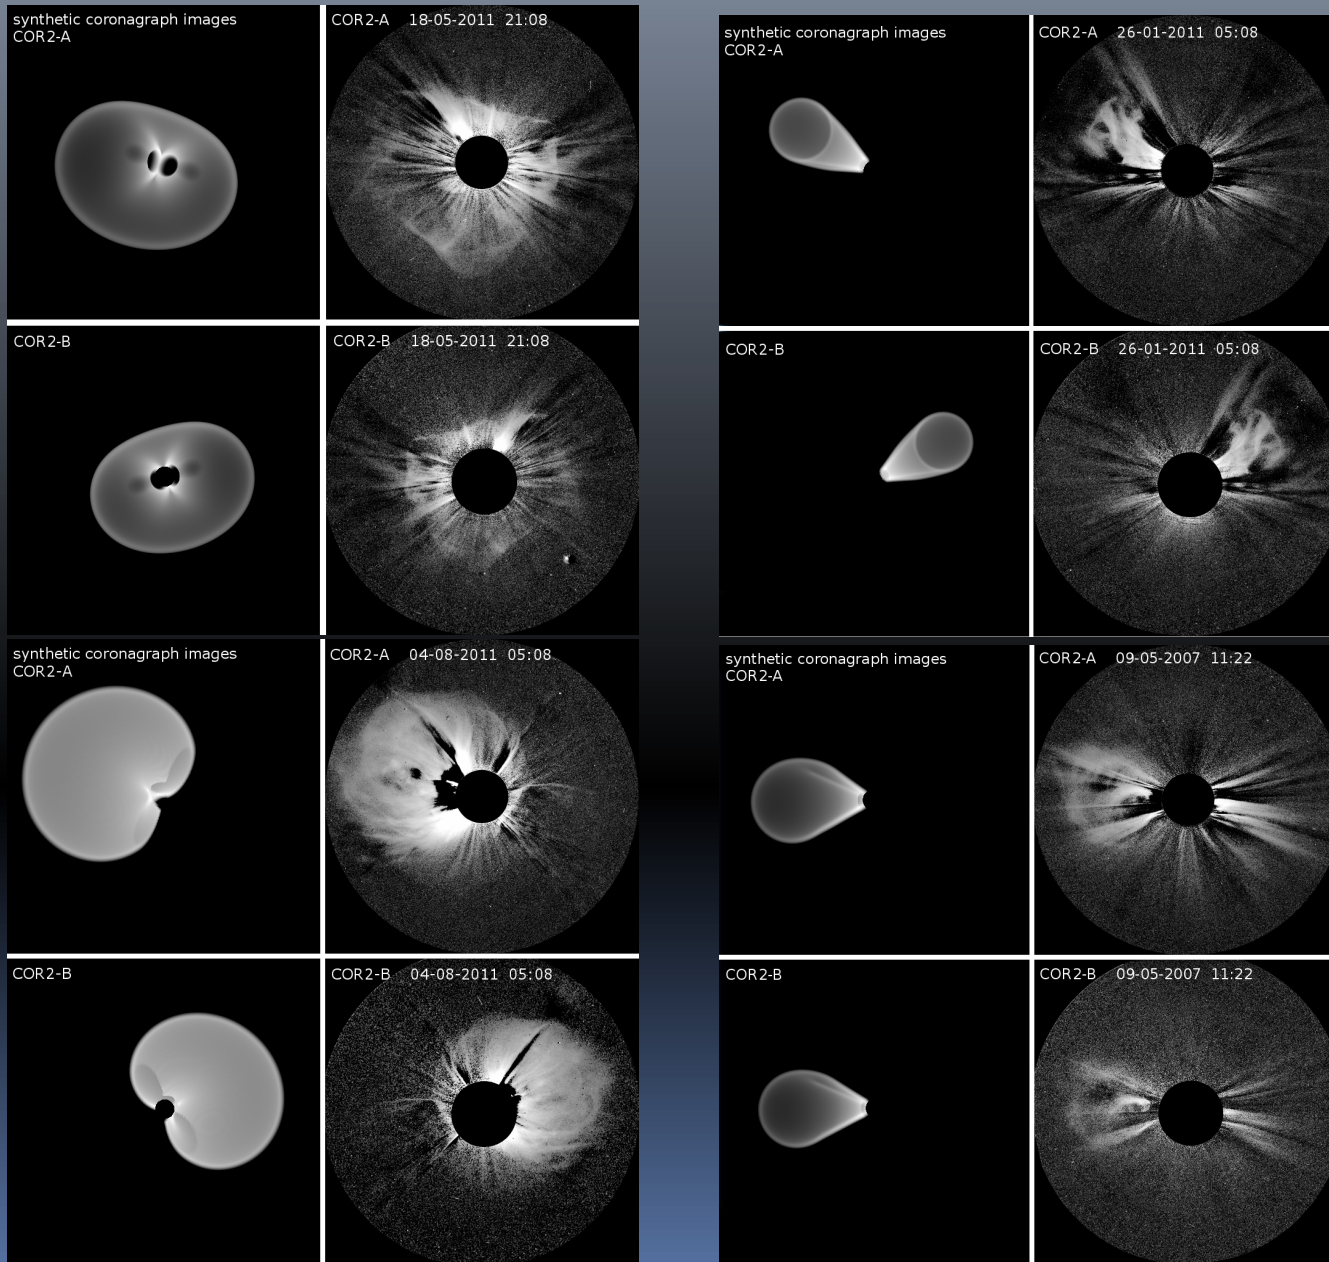 synthetic coronagraph images
COR2-A
COR2-A 18-05-2011 21:08
COR2-B
COR2-B 18-05-2011 21:08
synthetic coronagraph images
COR2-A
COR2-A 04-08-2011 05:08
COR2-B
COR2-B 04-08-2011 05:08
synthetic coronagraph images
COR2-A
COR2-A 26-01-2011 05:08
COR2-B
COR2-B 26-01-2011 05:08
synthetic coronagraph images
COR2-A
COR2-A 09-05-2007 11:22
COR2-B
COR2-B 09-05-2007 11:22